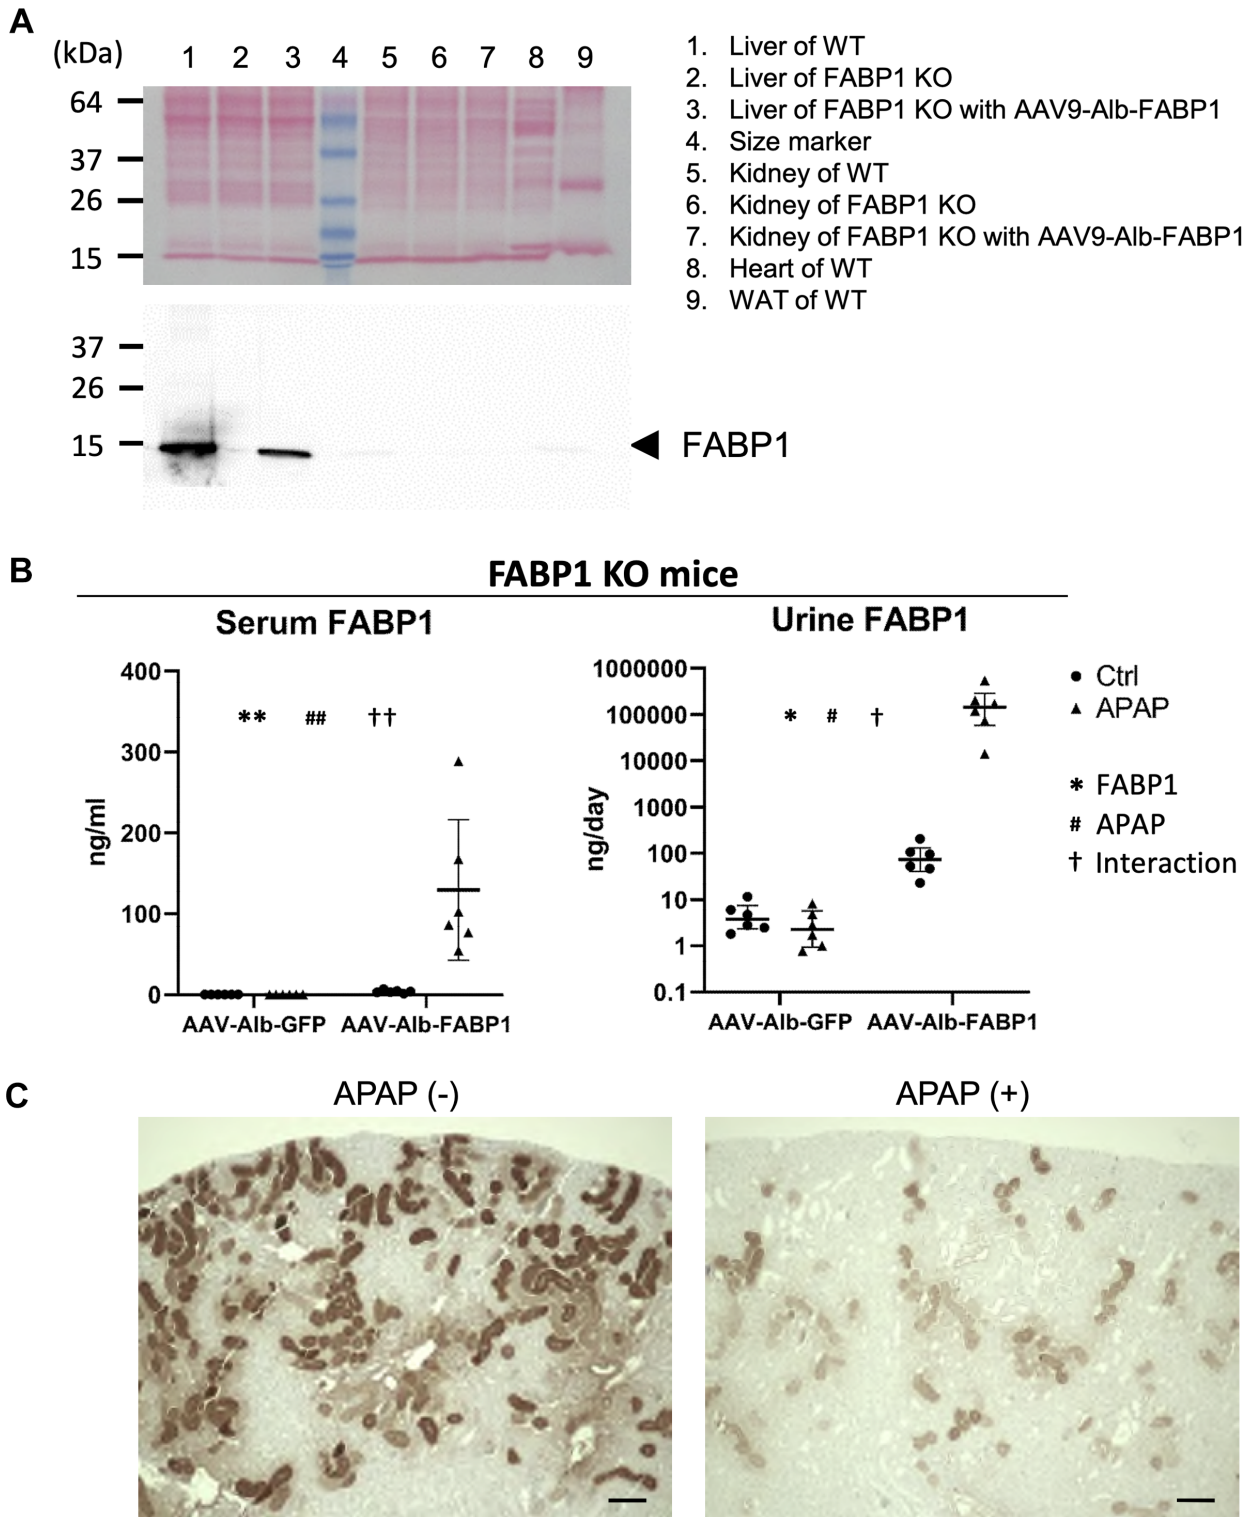 A
(kDa) 1 2 3 4 5 6 7 8 9
64
37
26
15
1. Liver of WT
2. Liver of FABP1 KO
3. Liver of FABP1 KO with AAV9-Alb-FABP1
4. Size marker
5. Kidney of WT
6. Kidney of FABP1 KO
7. Kidney of FABP1 KO with AAV9-Alb-FABP1
8. Heart of WT
9. WAT of WT
37
26
15
FABP1
B
FABP1 KO mice
Serum FABP1
400
300
200
100
0
ng/ml
** ## ††
AAV-Alb-GFP AAV-Alb-FABP1
Urine FABP1
1000000
100000
10000
1000
100
10
1
0.1
ng/day
* # †
AAV-Alb-GFP AAV-Alb-FABP1
Ctrl
APAP
* FABP1
# APAP
† Interaction
C
APAP (-)
APAP (+)